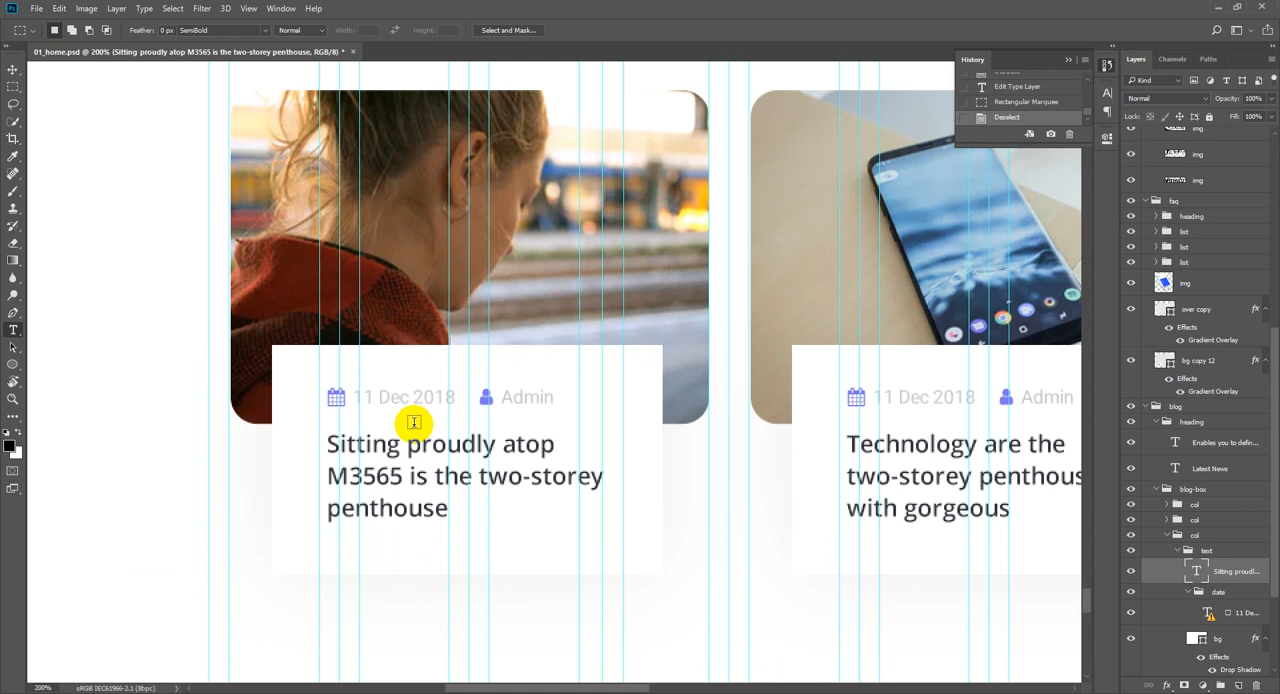 Ps File Edit Image Layer Type Select Filter 3D View Window Help
Feather: 0 px SemiBold Normal Width: Height: Select and Mask...
01_home.psd @ 200% (Sitting proudly atop M3565 is the two-storey penthouse, RGB/8) * ×
History
Edit Type Layer
Rectangular Marquee
Deselect
Layers Channels Paths
Kind
Normal Opacity: 100%
Lock: Fill: 100%
img
img
img
faq
heading
list
list
list
img
over copy fx
Effects
Gradient Overlay
bg copy 12 fx
Effects
Gradient Overlay
blog
heading
Enables you to defin...
Latest News
blog-box
col
col
col
text
Sitting proudl...
date
11 De...
bg fx
Effects
Drop Shadow
11 Dec 2018 Admin
Sitting proudly atop
M3565 is the two-storey
penthouse
11 Dec 2018 Admin
Technology are the
two-storey penthous
with gorgeous
200% sRGB IEC61966-2.1 (8bpc)